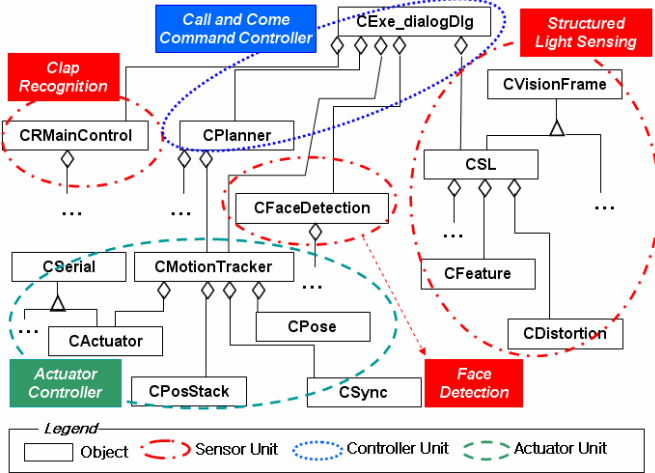 Call and Come
Command Controller
CExe_dialogDlg
Structured
Light Sensing
Clap
Recognition
CVisionFrame
CRMainControl
CPlanner
CSL
...
...
...
CFaceDetection
...
...
CSerial
CMotionTracker
...
CFeature
...
CActuator
CPose
CDistortion
Actuator
Controller
CPosStack
CSync
Face
Detection
Legend
Object
Sensor Unit
Controller Unit
Actuator Unit